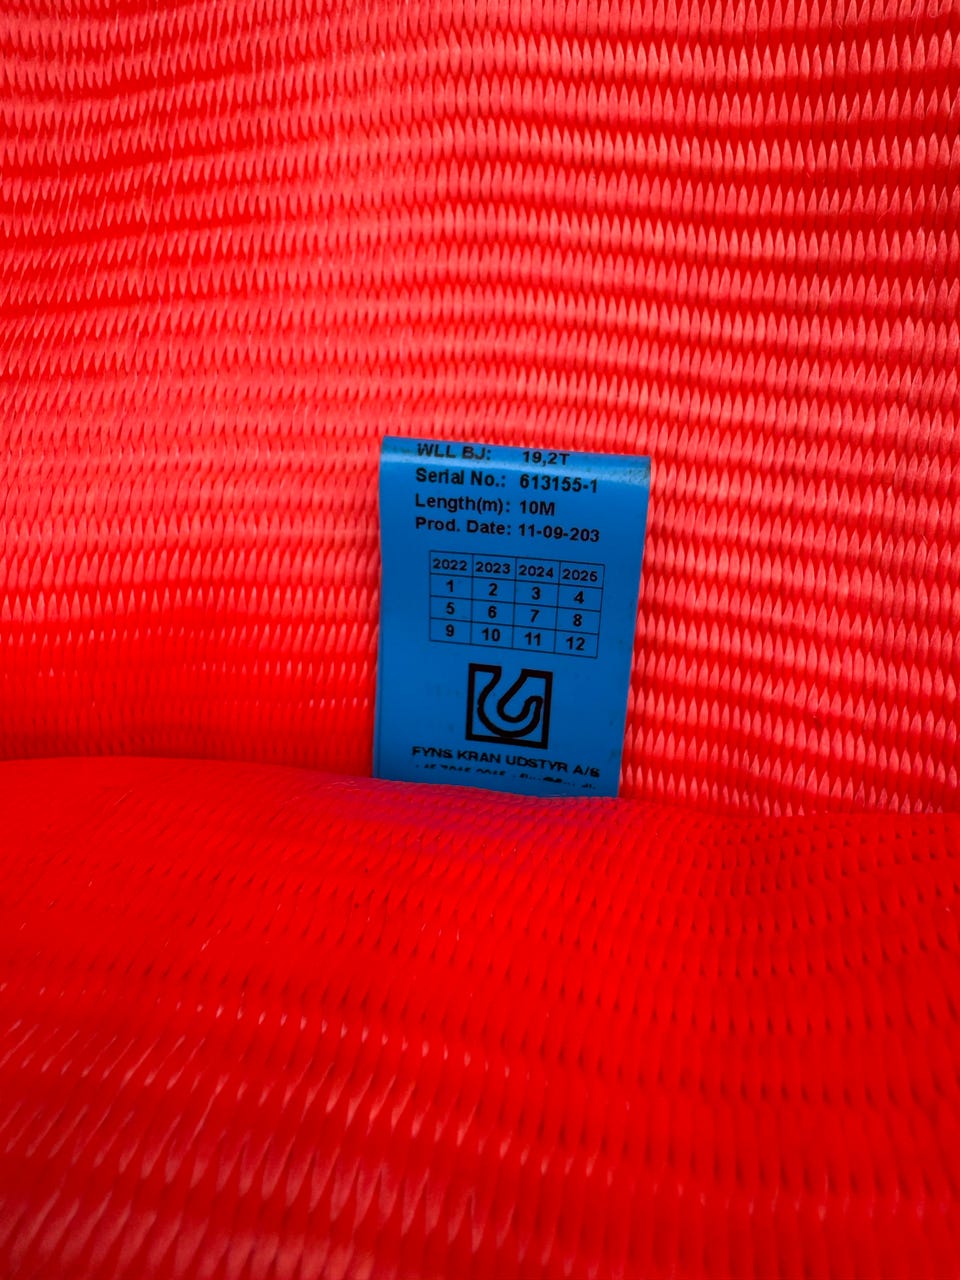 WLL BJ: 19,2T
Serial No.: 613155-1
Length(m): 10M
Prod. Date: 11-09-203
2022 2023 2024 2025
1 2 3 4
5 6 7 8
9 10 11 12
FYNS KRAN UDSTYR A/S